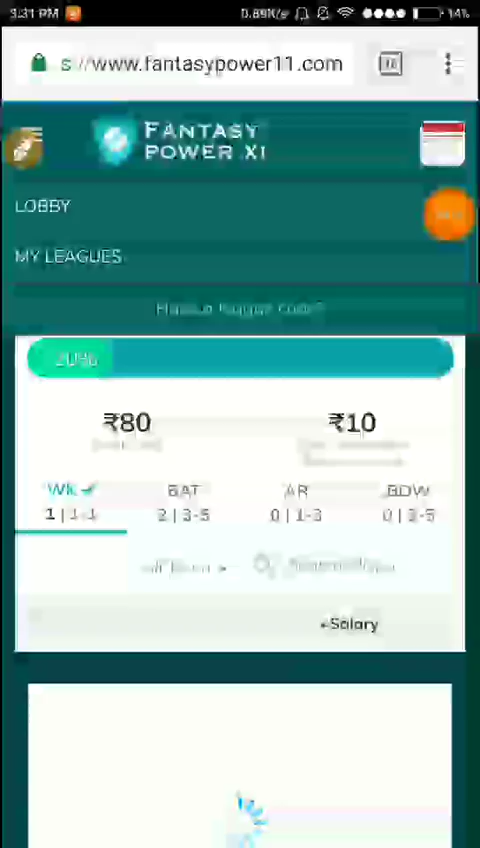 3:31 PM 0.89K/s 14%
s://www.fantasypower11.com
FANTASY
POWER XI
LOBBY
MY LEAGUES
20%
₹80 ₹10
WK BAT AR BOW
1 | 1-1 2 | 3-5 0 | 1-3 0 | 3-5
Salary